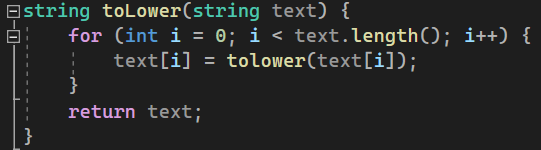 string toLower(string text) {
    for (int i = 0; i < text.length(); i++) {
        text[i] = tolower(text[i]);
    }
    return text;
}